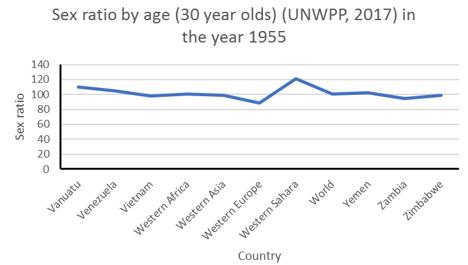 Sex ratio by age (30 year olds) (UNWPP, 2017) in
the year 1955
140
120
100
80
60
40
20
0
Sex ratio
Vanuatu
Venezuela
Vietnam
Western Africa
Western Asia
Western Europe
Western Sahara
World
Yemen
Zambia
Zimbabwe
Country